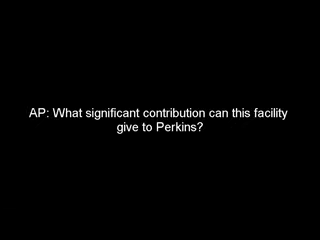 AP: What significant contribution can this facility
give to Perkins?